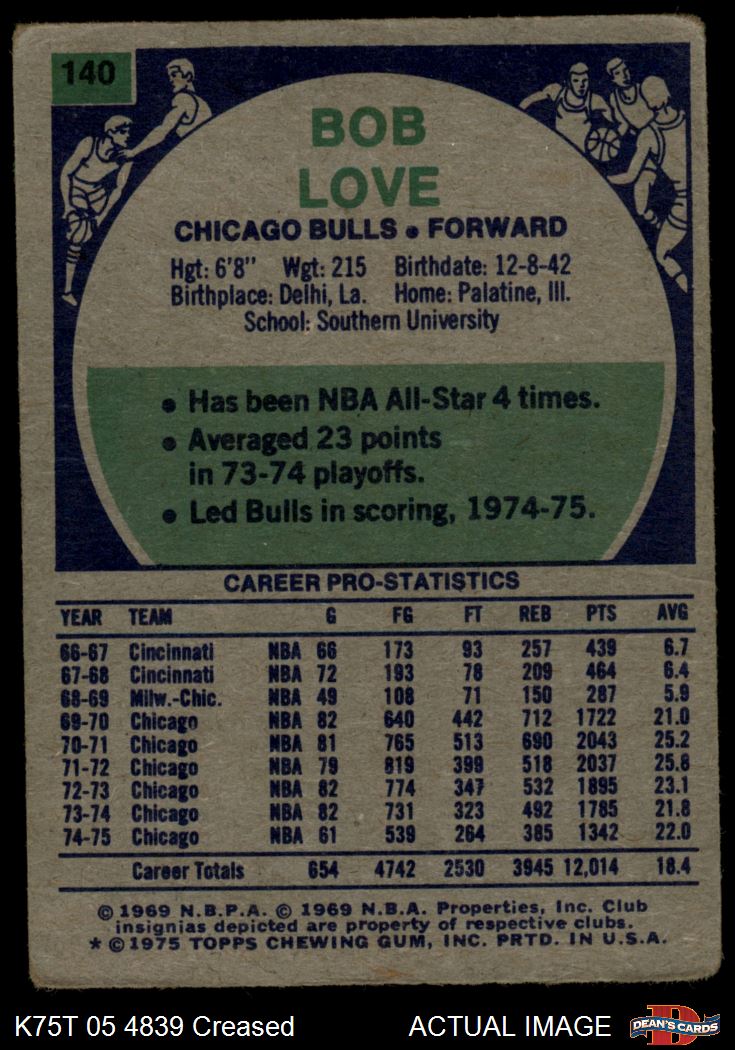 140
BOB
LOVE
CHICAGO BULLS • FORWARD
Hgt: 6'8" Wgt: 215 Birthdate: 12-8-42
Birthplace: Delhi, La. Home: Palatine, Ill.
School: Southern University
• Has been NBA All-Star 4 times.
• Averaged 23 points
in 73-74 playoffs.
• Led Bulls in scoring, 1974-75.
CAREER PRO-STATISTICS
YEAR TEAM G FG FT REB PTS AVG
66-67 Cincinnati NBA 66 173 93 257 439 6.7
67-68 Cincinnati NBA 72 193 78 209 464 6.4
68-69 Milw.-Chic. NBA 49 108 71 150 287 5.9
69-70 Chicago NBA 82 640 442 712 1722 21.0
70-71 Chicago NBA 81 765 513 690 2043 25.2
71-72 Chicago NBA 79 819 399 518 2037 25.8
72-73 Chicago NBA 82 774 347 532 1895 23.1
73-74 Chicago NBA 82 731 323 492 1785 21.8
74-75 Chicago NBA 61 539 264 385 1342 22.0
Career Totals 654 4742 2530 3945 12,014 18.4
© 1969 N.B.P.A. © 1969 N.B.A. Properties, Inc. Club
insignias depicted are property of respective clubs.
* © 1975 TOPPS CHEWING GUM, INC. PRTD. IN U.S.A.
K75T 05 4839 Creased ACTUAL IMAGE
D
DEAN'S CARDS